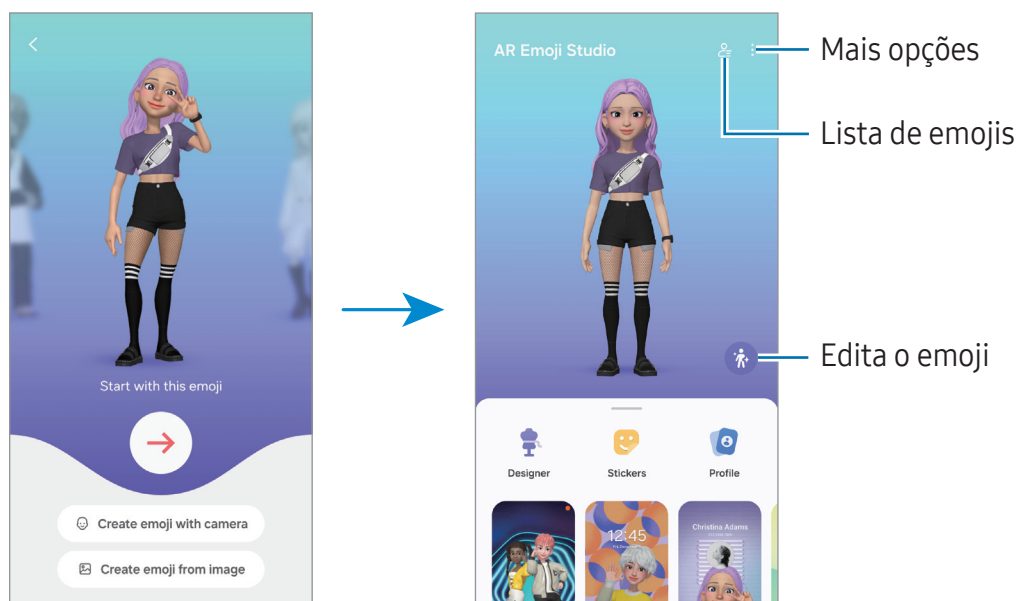 Start with this emoji
Create emoji with camera
Create emoji from image
AR Emoji Studio
Mais opções
Lista de emojis
Edita o emoji
Designer
Stickers
Profile
12:45
Christina Adams